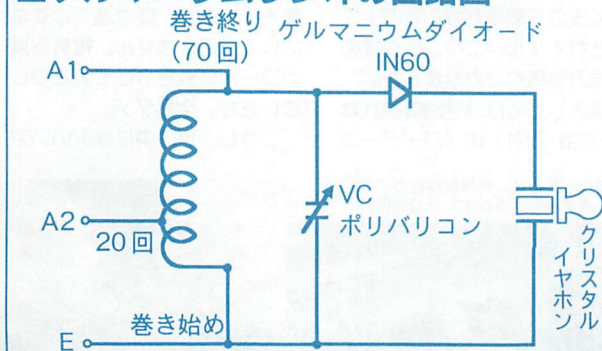 巻き終り
(70回)
ゲルマニウムダイオード
IN60
A1
A2
20回
VC
ポリバリコン
クリスタル
イヤホン
巻き始め
E